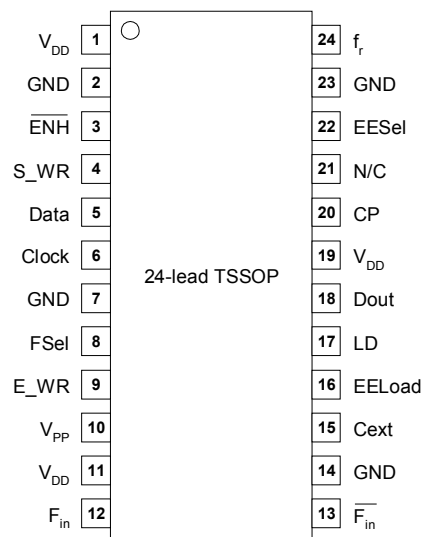 V_DD 1 24 f_r
GND 2 23 GND
E̅N̅H̅ 3 22 EESel
S_WR 4 21 N/C
Data 5 20 CP
Clock 6 19 V_DD
24-lead TSSOP
GND 7 18 Dout
FSel 8 17 LD
E_WR 9 16 EELoad
V_PP 10 15 Cext
V_DD 11 14 GND
F_in 12 13 F̅_i̅n̅